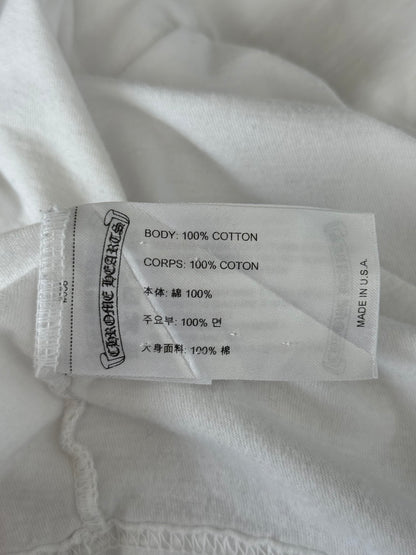 CHROME HEARTS
BODY: 100% COTTON
CORPS: 100% COTON
本体: 綿 100%
주요부: 100% 면
大身面料: 100% 棉
MADE IN U.S.A.